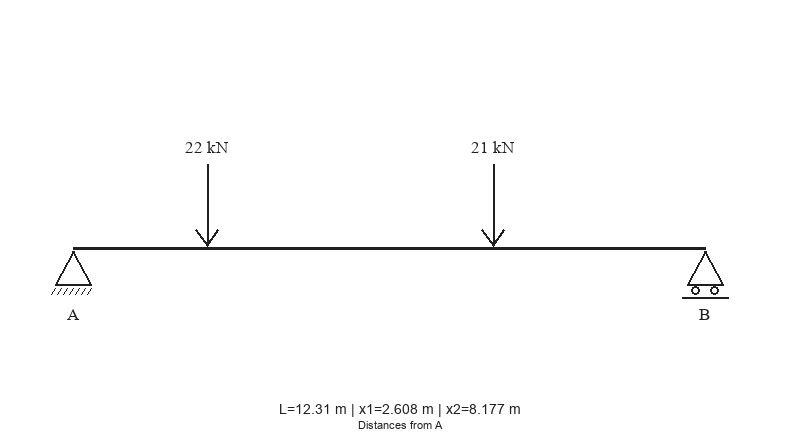 22 kN 21 kN
A B
L=12.31 m | x1=2.608 m | x2=8.177 m
Distances from A